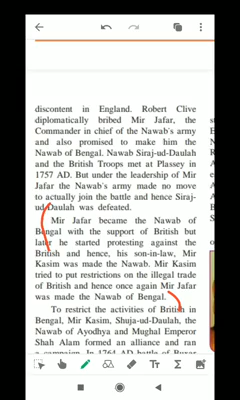 discontent in England. Robert Clive
diplomatically bribed Mir Jafar, the
Commander in chief of the Nawab's army
and also promised to make him the
Nawab of Bengal. Nawab Siraj-ud-Daulah
and the British Troops met at Plassey in
1757 AD. But under the leadership of Mir
Jafar the Nawab's army made no move
to actually join the battle and hence Siraj-
ud-Daulah was defeated.
Mir Jafar became the Nawab of
Bengal with the support of British but
later he started protesting against the
British and hence, his son-in-law, Mir
Kasim was made the Nawab. Mir Kasim
tried to put restrictions on the illegal trade
of British and hence once again Mir Jafar
was made the Nawab of Bengal.
To restrict the activities of British in
Bengal, Mir Kasim, Shuja-ud-Daulah, the
Nawab of Ayodhya and Mughal Emperor
Shah Alam formed an alliance and ran
a campaign. In 1764 AD battle of Buxar